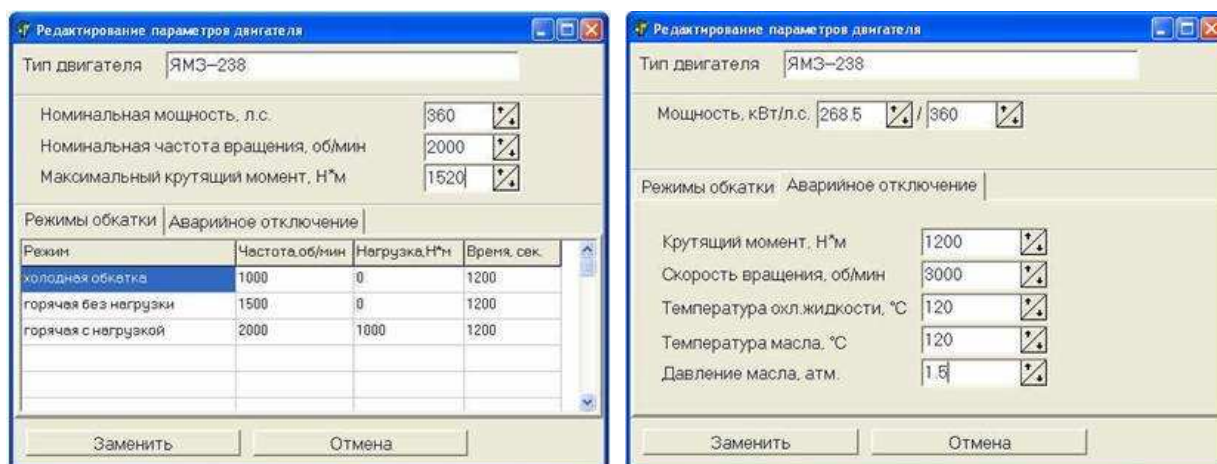 Редактирование параметров двигателя
Тип двигателя ЯМЗ-238
Номинальная мощность, л.с. 360
Номинальная частота вращения, об/мин 2000
Максимальный крутящий момент, Н*м 1520
Режимы обкатки Аварийное отключение
Режим Частота,об/мин Нагрузка,Н*м Время, сек.
холодная обкатка 1000 0 1200
горячая без нагрузки 1500 0 1200
горячая с нагрузкой 2000 1000 1200
Заменить Отмена
Редактирование параметров двигателя
Тип двигателя ЯМЗ-238
Мощность, кВт/л.с. 268.5 / 360
Режимы обкатки Аварийное отключение
Крутящий момент, Н*м 1200
Скорость вращения, об/мин 3000
Температура охл.жидкости, °С 120
Температура масла, °С 120
Давление масла, атм. 1.5
Заменить Отмена